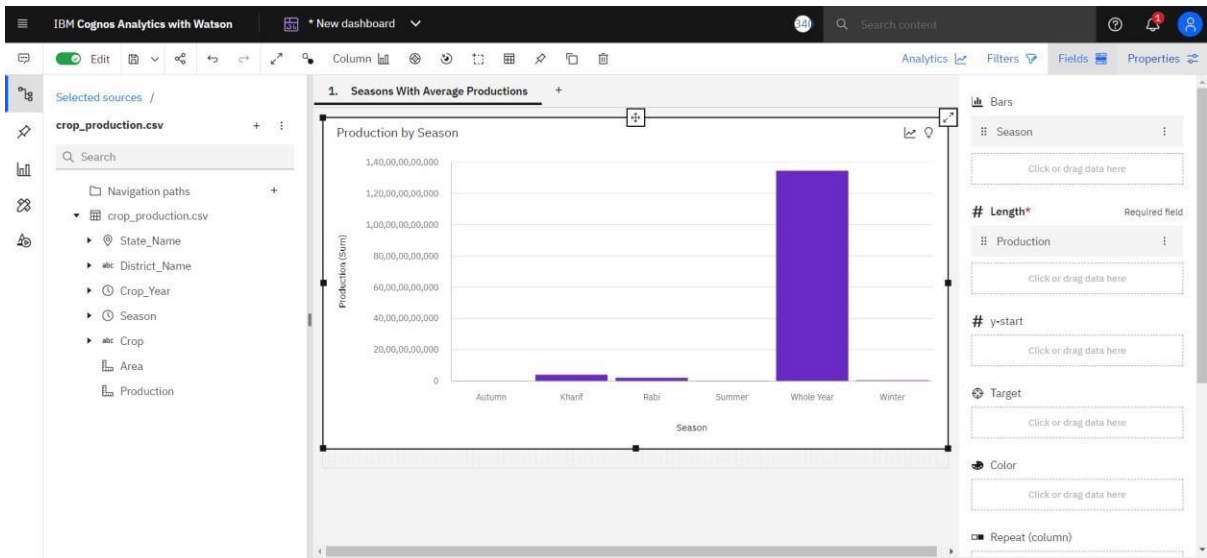 IBM Cognos Analytics with Watson
* New dashboard
Search content
Edit
Column
Analytics
Filters
Fields
Properties
Selected sources /
crop_production.csv
Search
Navigation paths
crop_production.csv
State_Name
abc District_Name
Crop_Year
Season
abc Crop
Area
Production
1. Seasons With Average Productions
Production by Season
Production (Sum)
1,40,00,00,00,000
1,20,00,00,00,000
1,00,00,00,00,000
80,00,00,00,000
60,00,00,00,000
40,00,00,00,000
20,00,00,00,000
0
Autumn Kharif Rabi Summer Whole Year Winter
Season
Bars
Season
Click or drag data here
# Length* Required field
Production
Click or drag data here
# y-start
Click or drag data here
Target
Click or drag data here
Color
Click or drag data here
Repeat (column)